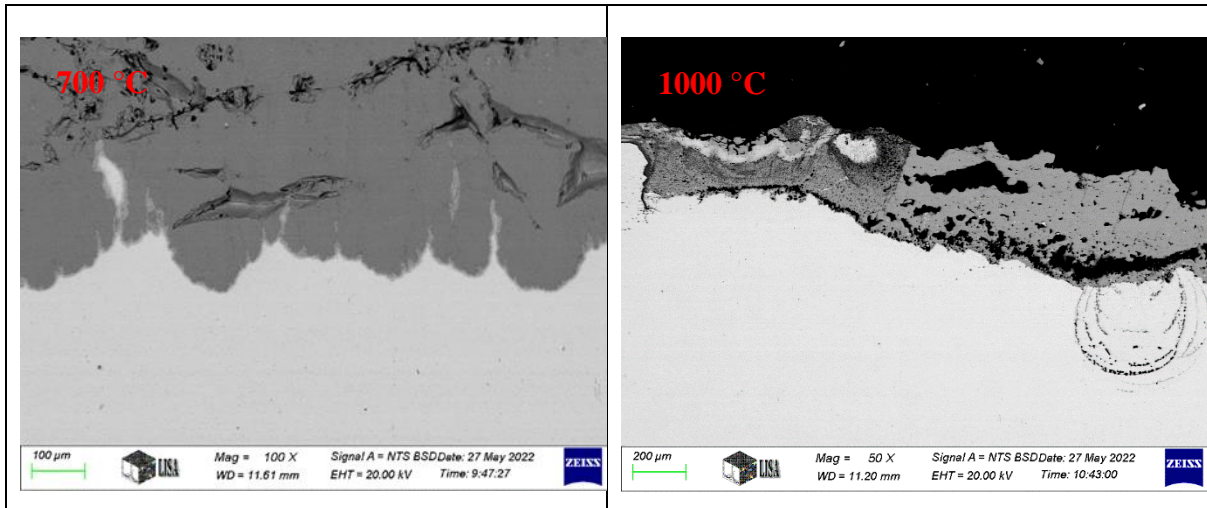 700 °C
100 µm
LISA
Mag = 100 X
WD = 11.61 mm
Signal A = NTS BSD
EHT = 20.00 kV
Date: 27 May 2022
Time: 9:47:27
ZEISS
1000 °C
200 µm
LISA
Mag = 50 X
WD = 11.20 mm
Signal A = NTS BSD
EHT = 20.00 kV
Date: 27 May 2022
Time: 10:43:00
ZEISS